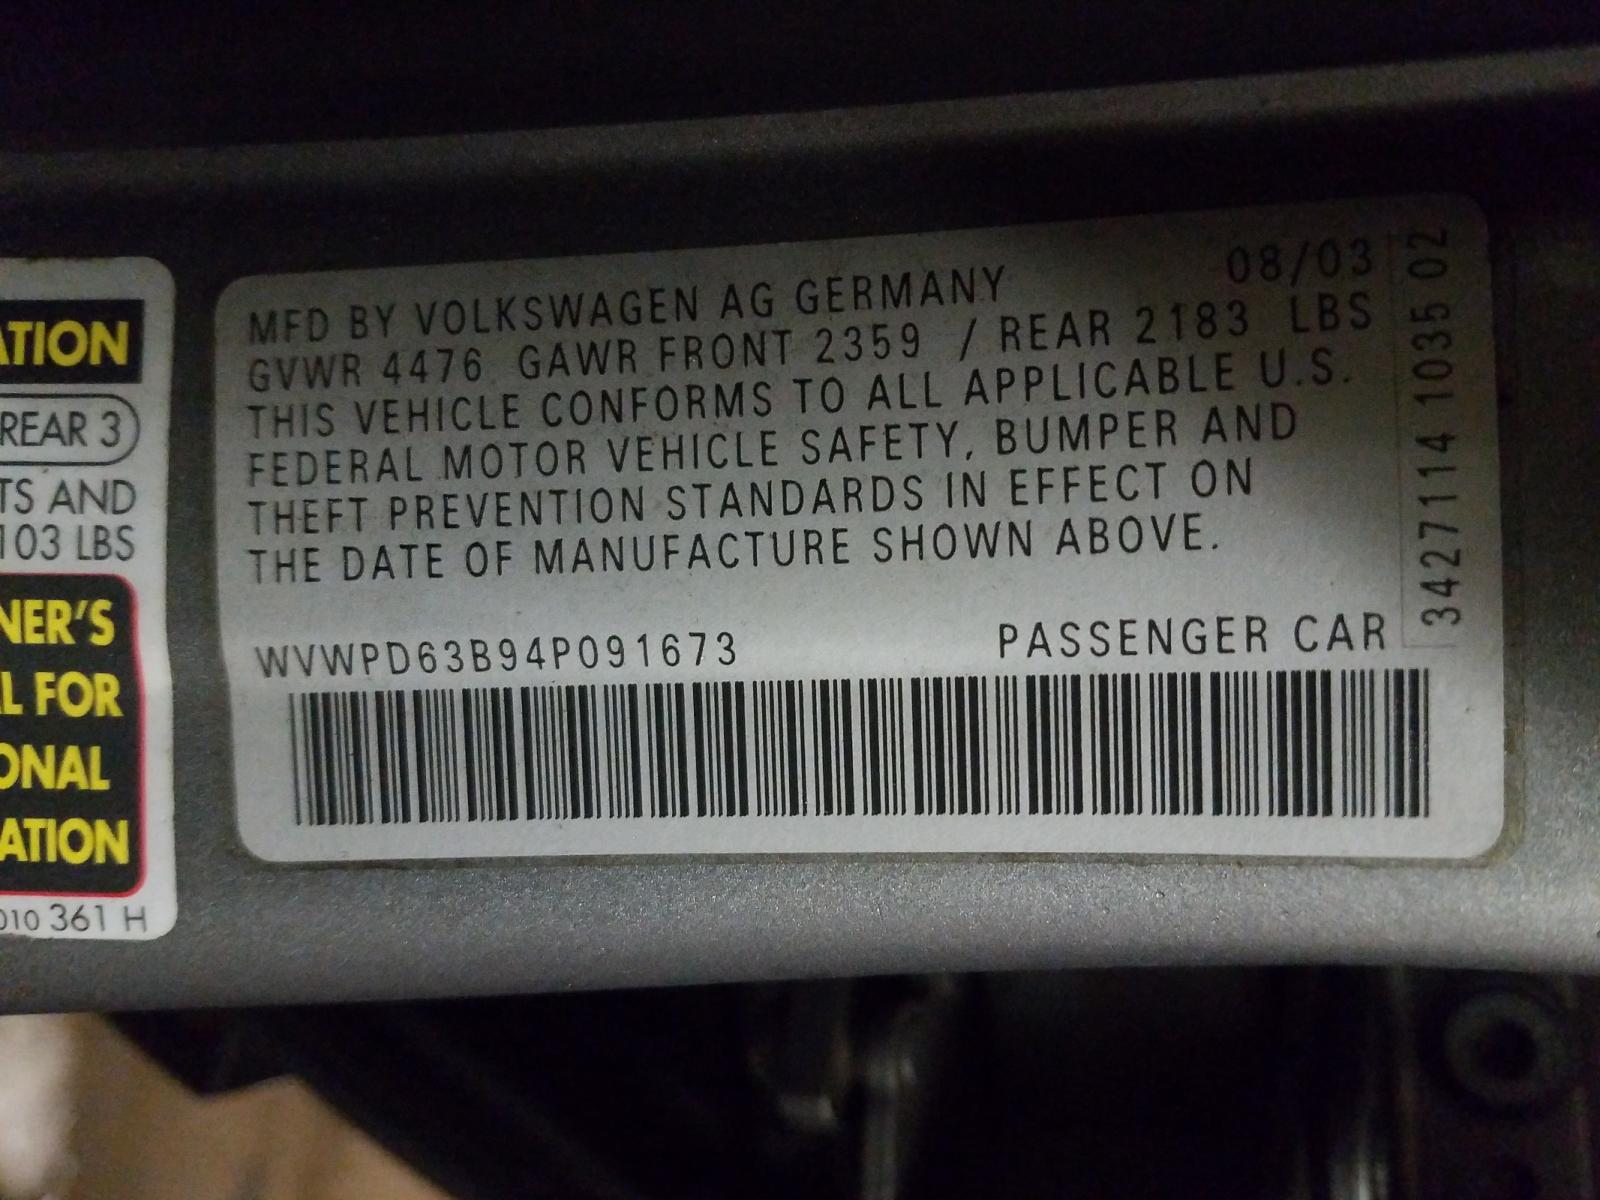 ATION
REAR 3
TS AND
103 LBS
NER'S
L FOR
ONAL
ATION
010 361 H
08/03
MFD BY VOLKSWAGEN AG GERMANY
GVWR 4476 GAWR FRONT 2359 / REAR 2183 LBS
THIS VEHICLE CONFORMS TO ALL APPLICABLE U.S.
FEDERAL MOTOR VEHICLE SAFETY, BUMPER AND
THEFT PREVENTION STANDARDS IN EFFECT ON
THE DATE OF MANUFACTURE SHOWN ABOVE.
WVWPD63B94P091673 PASSENGER CAR
3427114 1035 02